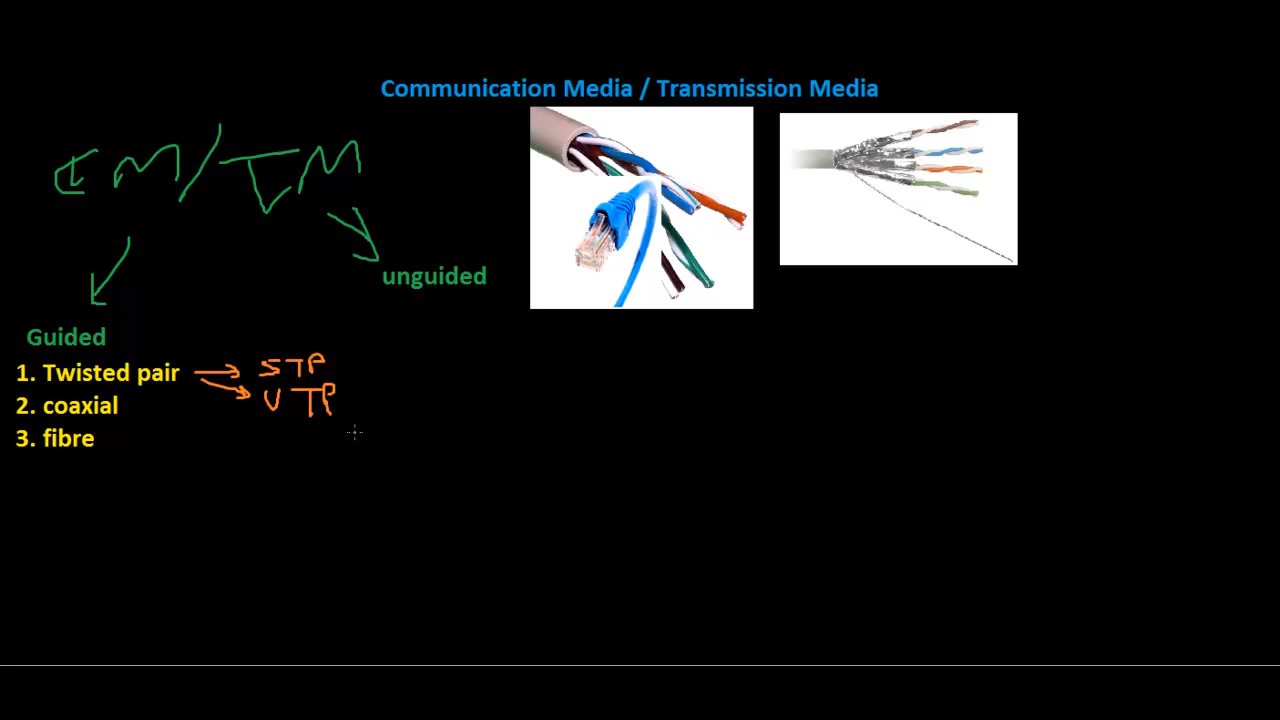 Communication Media / Transmission Media
CM/TM
unguided
Guided
1. Twisted pair
STP
UTP
2. coaxial
3. fibre